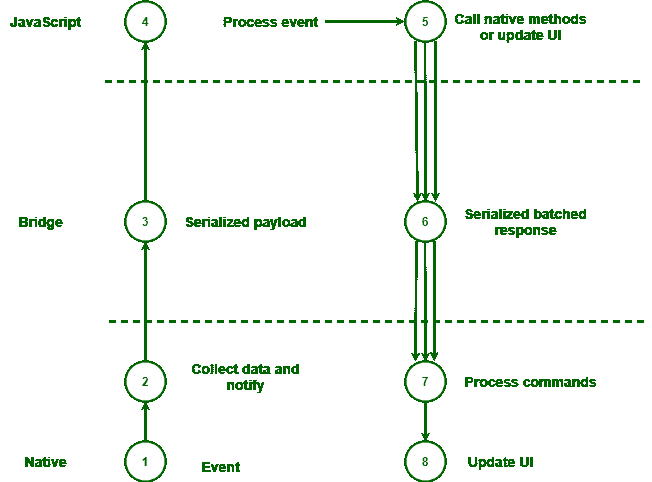 JavaScript
4
Process event
5
Call native methods
or update UI
Bridge
3
Serialized payload
6
Serialized batched
response
2
Collect data and
notify
7
Process commands
Native
1
Event
8
Update UI